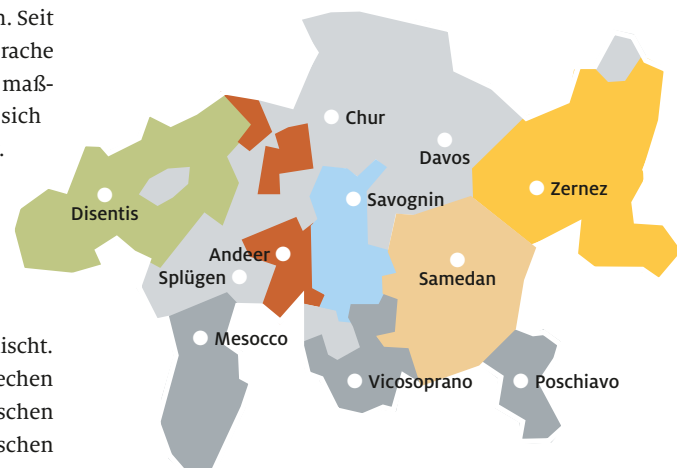 n. Seit
rache
maß-
sich
.
ischt.
echen
schen
schen
Chur
Davos
Savognin
Zernez
Disentis
Andeer
Splügen
Samedan
Mesocco
Vicosoprano
Poschiavo